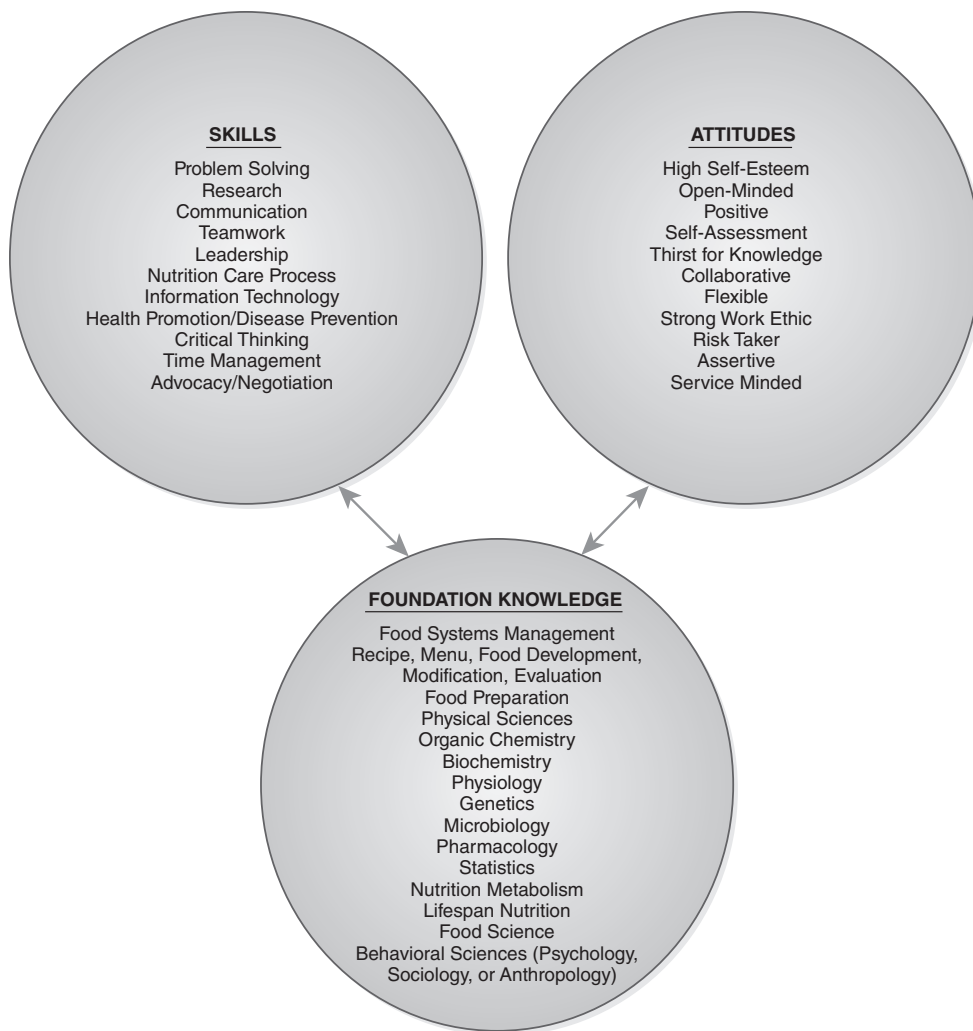 SKILLS
Problem Solving
Research
Communication
Teamwork
Leadership
Nutrition Care Process
Information Technology
Health Promotion/Disease Prevention
Critical Thinking
Time Management
Advocacy/Negotiation
ATTITUDES
High Self-Esteem
Open-Minded
Positive
Self-Assessment
Thirst for Knowledge
Collaborative
Flexible
Strong Work Ethic
Risk Taker
Assertive
Service Minded
FOUNDATION KNOWLEDGE
Food Systems Management
Recipe, Menu, Food Development,
Modification, Evaluation
Food Preparation
Physical Sciences
Organic Chemistry
Biochemistry
Physiology
Genetics
Microbiology
Pharmacology
Statistics
Nutrition Metabolism
Lifespan Nutrition
Food Science
Behavioral Sciences (Psychology,
Sociology, or Anthropology)